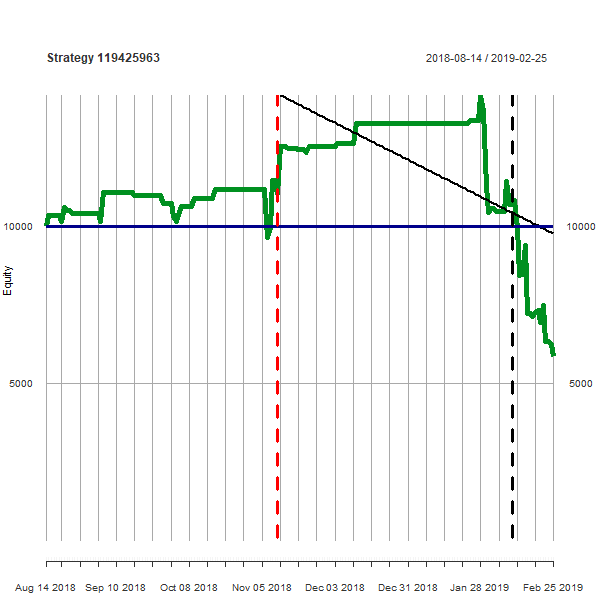 Strategy 119425963
2018-08-14 / 2019-02-25
10000
10000
Equity
5000
5000
Aug 14 2018
Sep 10 2018
Oct 08 2018
Nov 05 2018
Dec 03 2018
Dec 31 2018
Jan 28 2019
Feb 25 2019